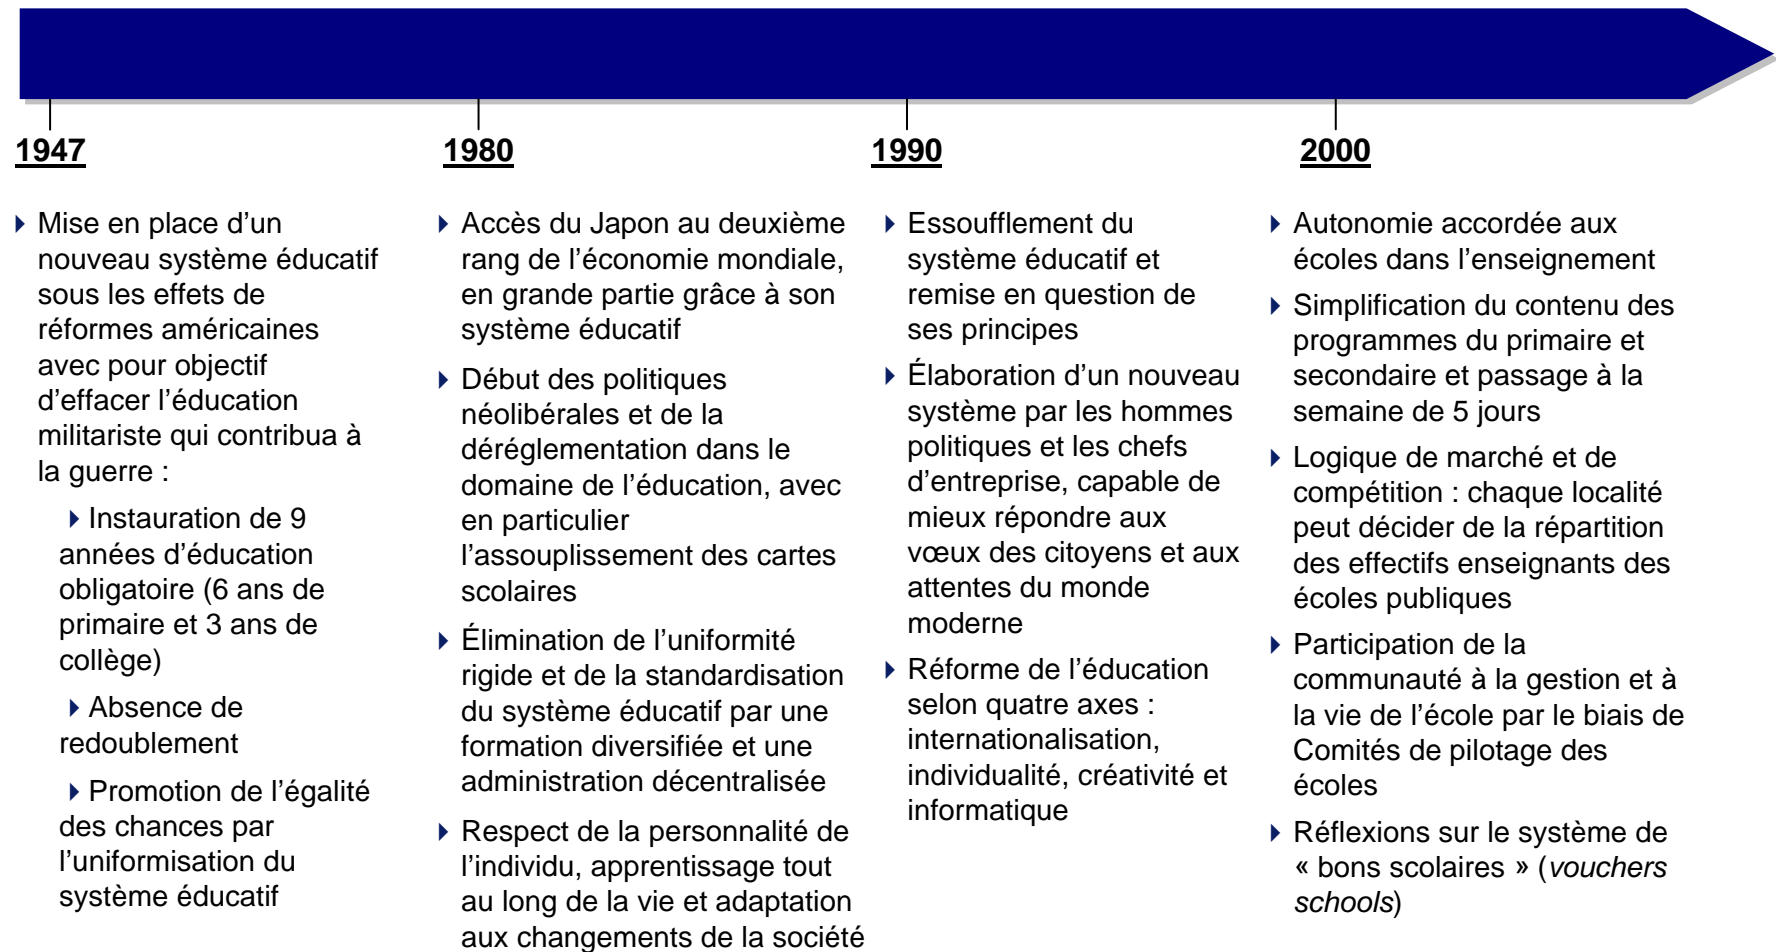 1947
Mise en place d’un
nouveau système éducatif
sous les effets de
réformes américaines
avec pour objectif
d’effacer l’éducation
militariste qui contribua à
la guerre :
Instauration de 9
années d’éducation
obligatoire (6 ans de
primaire et 3 ans de
collège)
Absence de
redoublement
Promotion de l’égalité
des chances par
l’uniformisation du
système éducatif
1980
Accès du Japon au deuxième
rang de l’économie mondiale,
en grande partie grâce à son
système éducatif
Début des politiques
néolibérales et de la
déréglementation dans le
domaine de l’éducation, avec
en particulier
l’assouplissement des cartes
scolaires
Élimination de l’uniformité
rigide et de la standardisation
du système éducatif par une
formation diversifiée et une
administration décentralisée
Respect de la personnalité de
l’individu, apprentissage tout
au long de la vie et adaptation
aux changements de la société
1990
Essoufflement du
système éducatif et
remise en question de
ses principes
Élaboration d’un nouveau
système par les hommes
politiques et les chefs
d’entreprise, capable de
mieux répondre aux
vœux des citoyens et aux
attentes du monde
moderne
Réforme de l’éducation
selon quatre axes :
internationalisation,
individualité, créativité et
informatique
2000
Autonomie accordée aux
écoles dans l’enseignement
Simplification du contenu des
programmes du primaire et
secondaire et passage à la
semaine de 5 jours
Logique de marché et de
compétition : chaque localité
peut décider de la répartition
des effectifs enseignants des
écoles publiques
Participation de la
communauté à la gestion et à
la vie de l’école par le biais de
Comités de pilotage des
écoles
Réflexions sur le système de
« bons scolaires » (vouchers
schools)